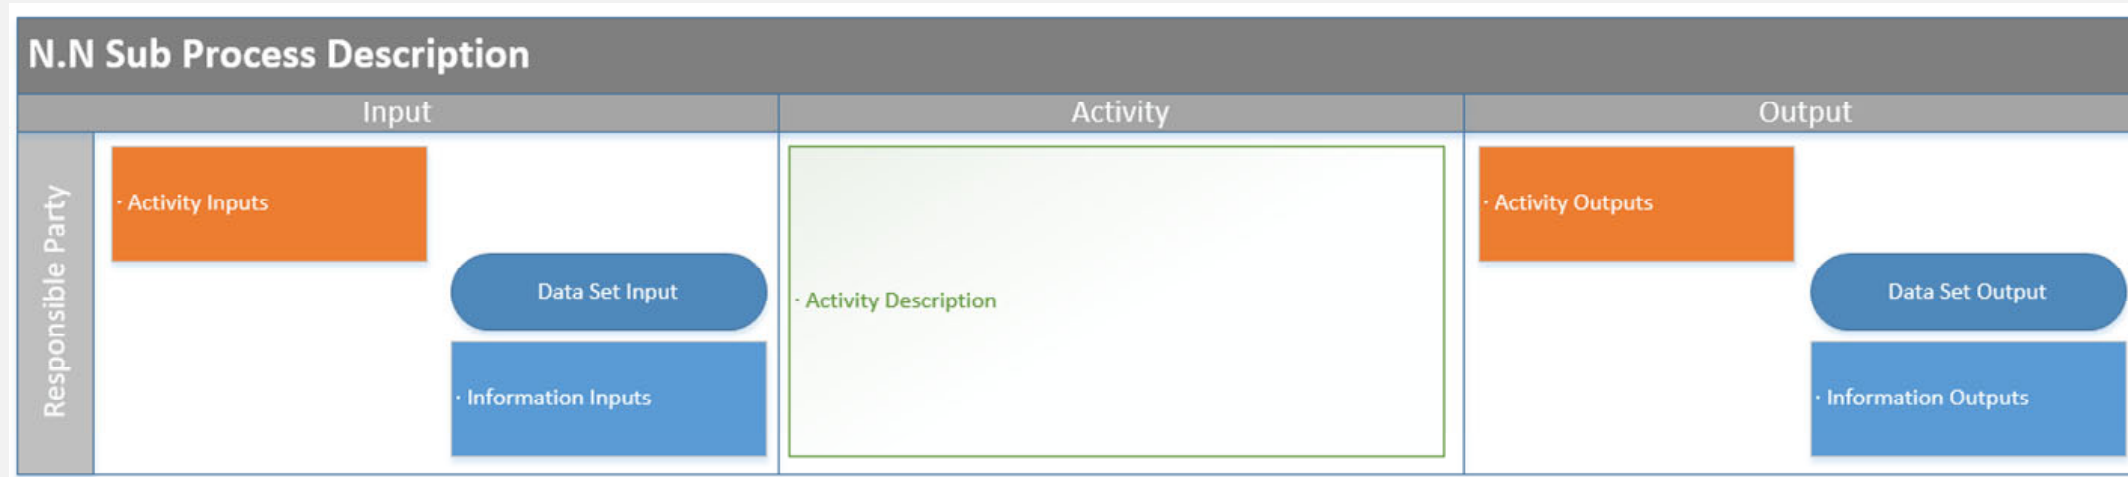 N.N Sub Process Description
Input
Activity
Output
Responsible Party
· Activity Inputs
Data Set Input
· Information Inputs
· Activity Description
· Activity Outputs
Data Set Output
· Information Outputs